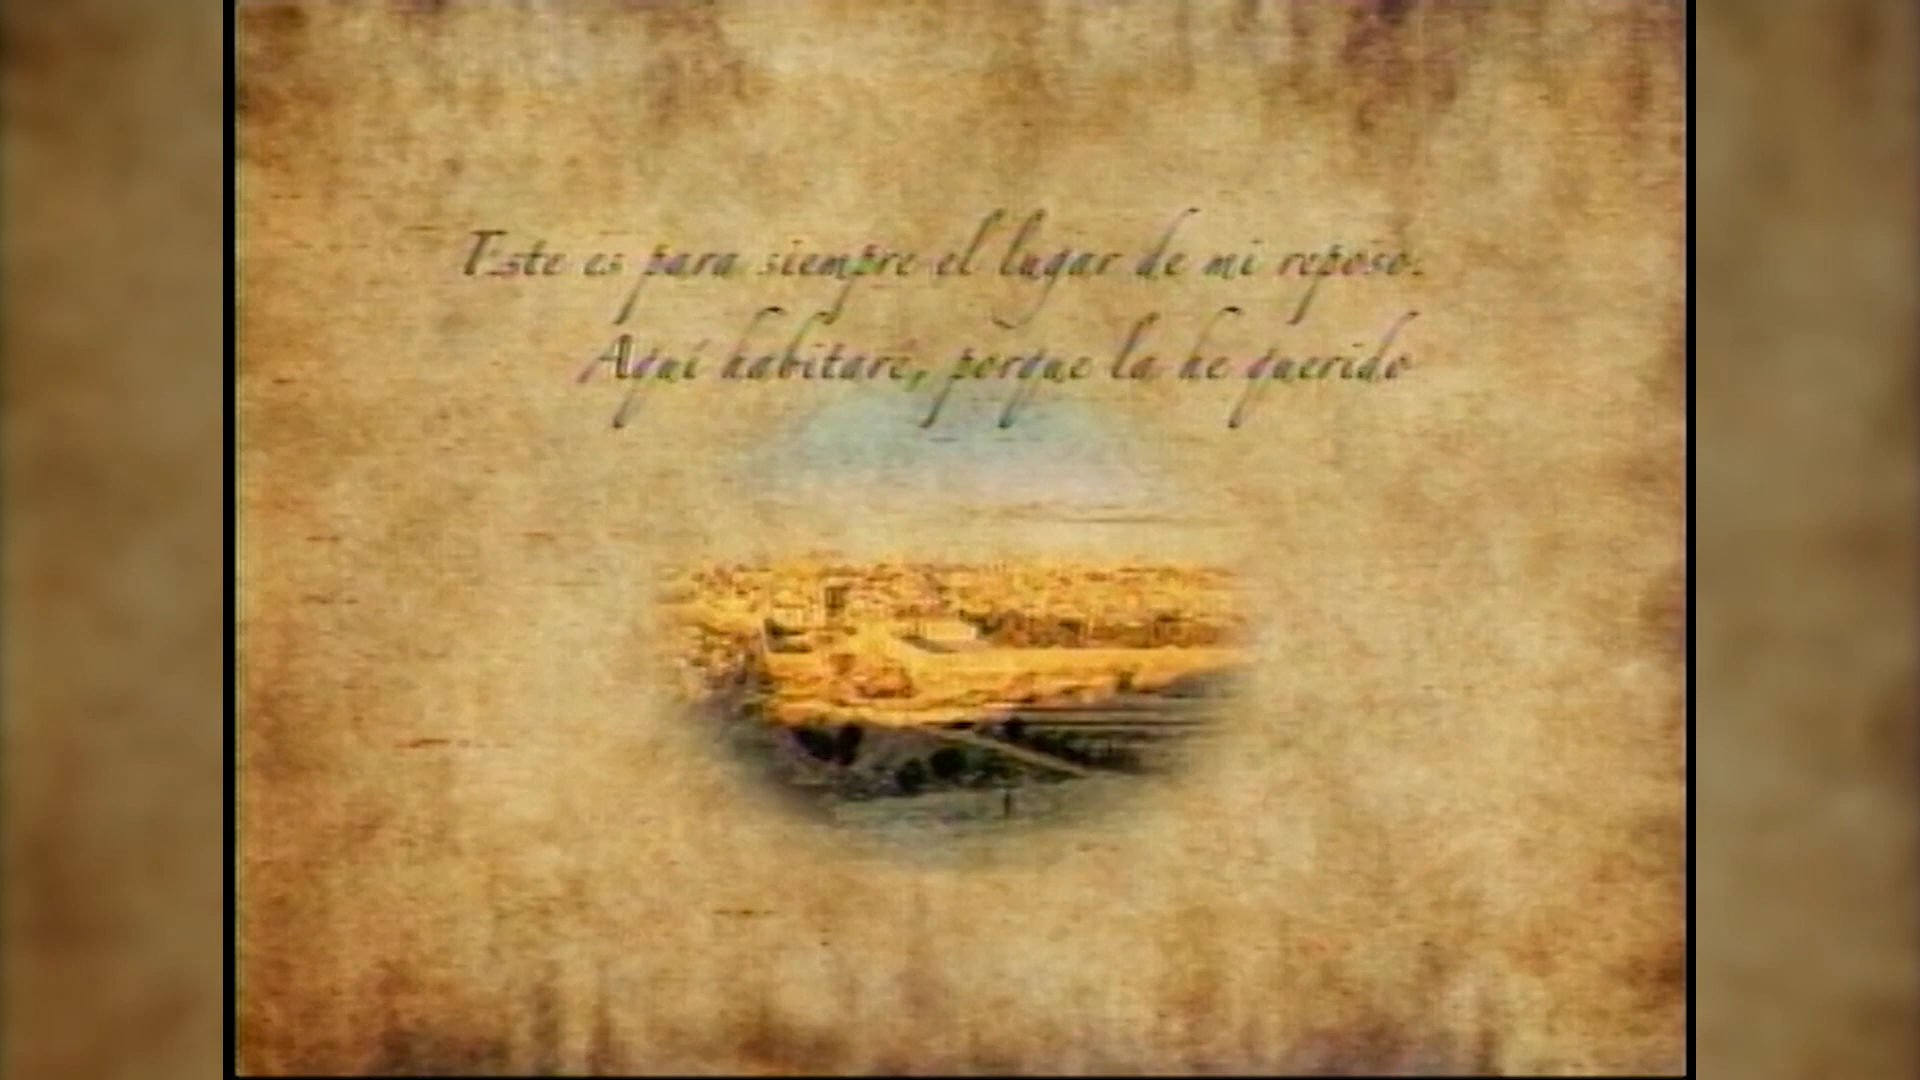 Este es para siempre el lugar de mi reposo.
Aquí habitaré, porque la he querido